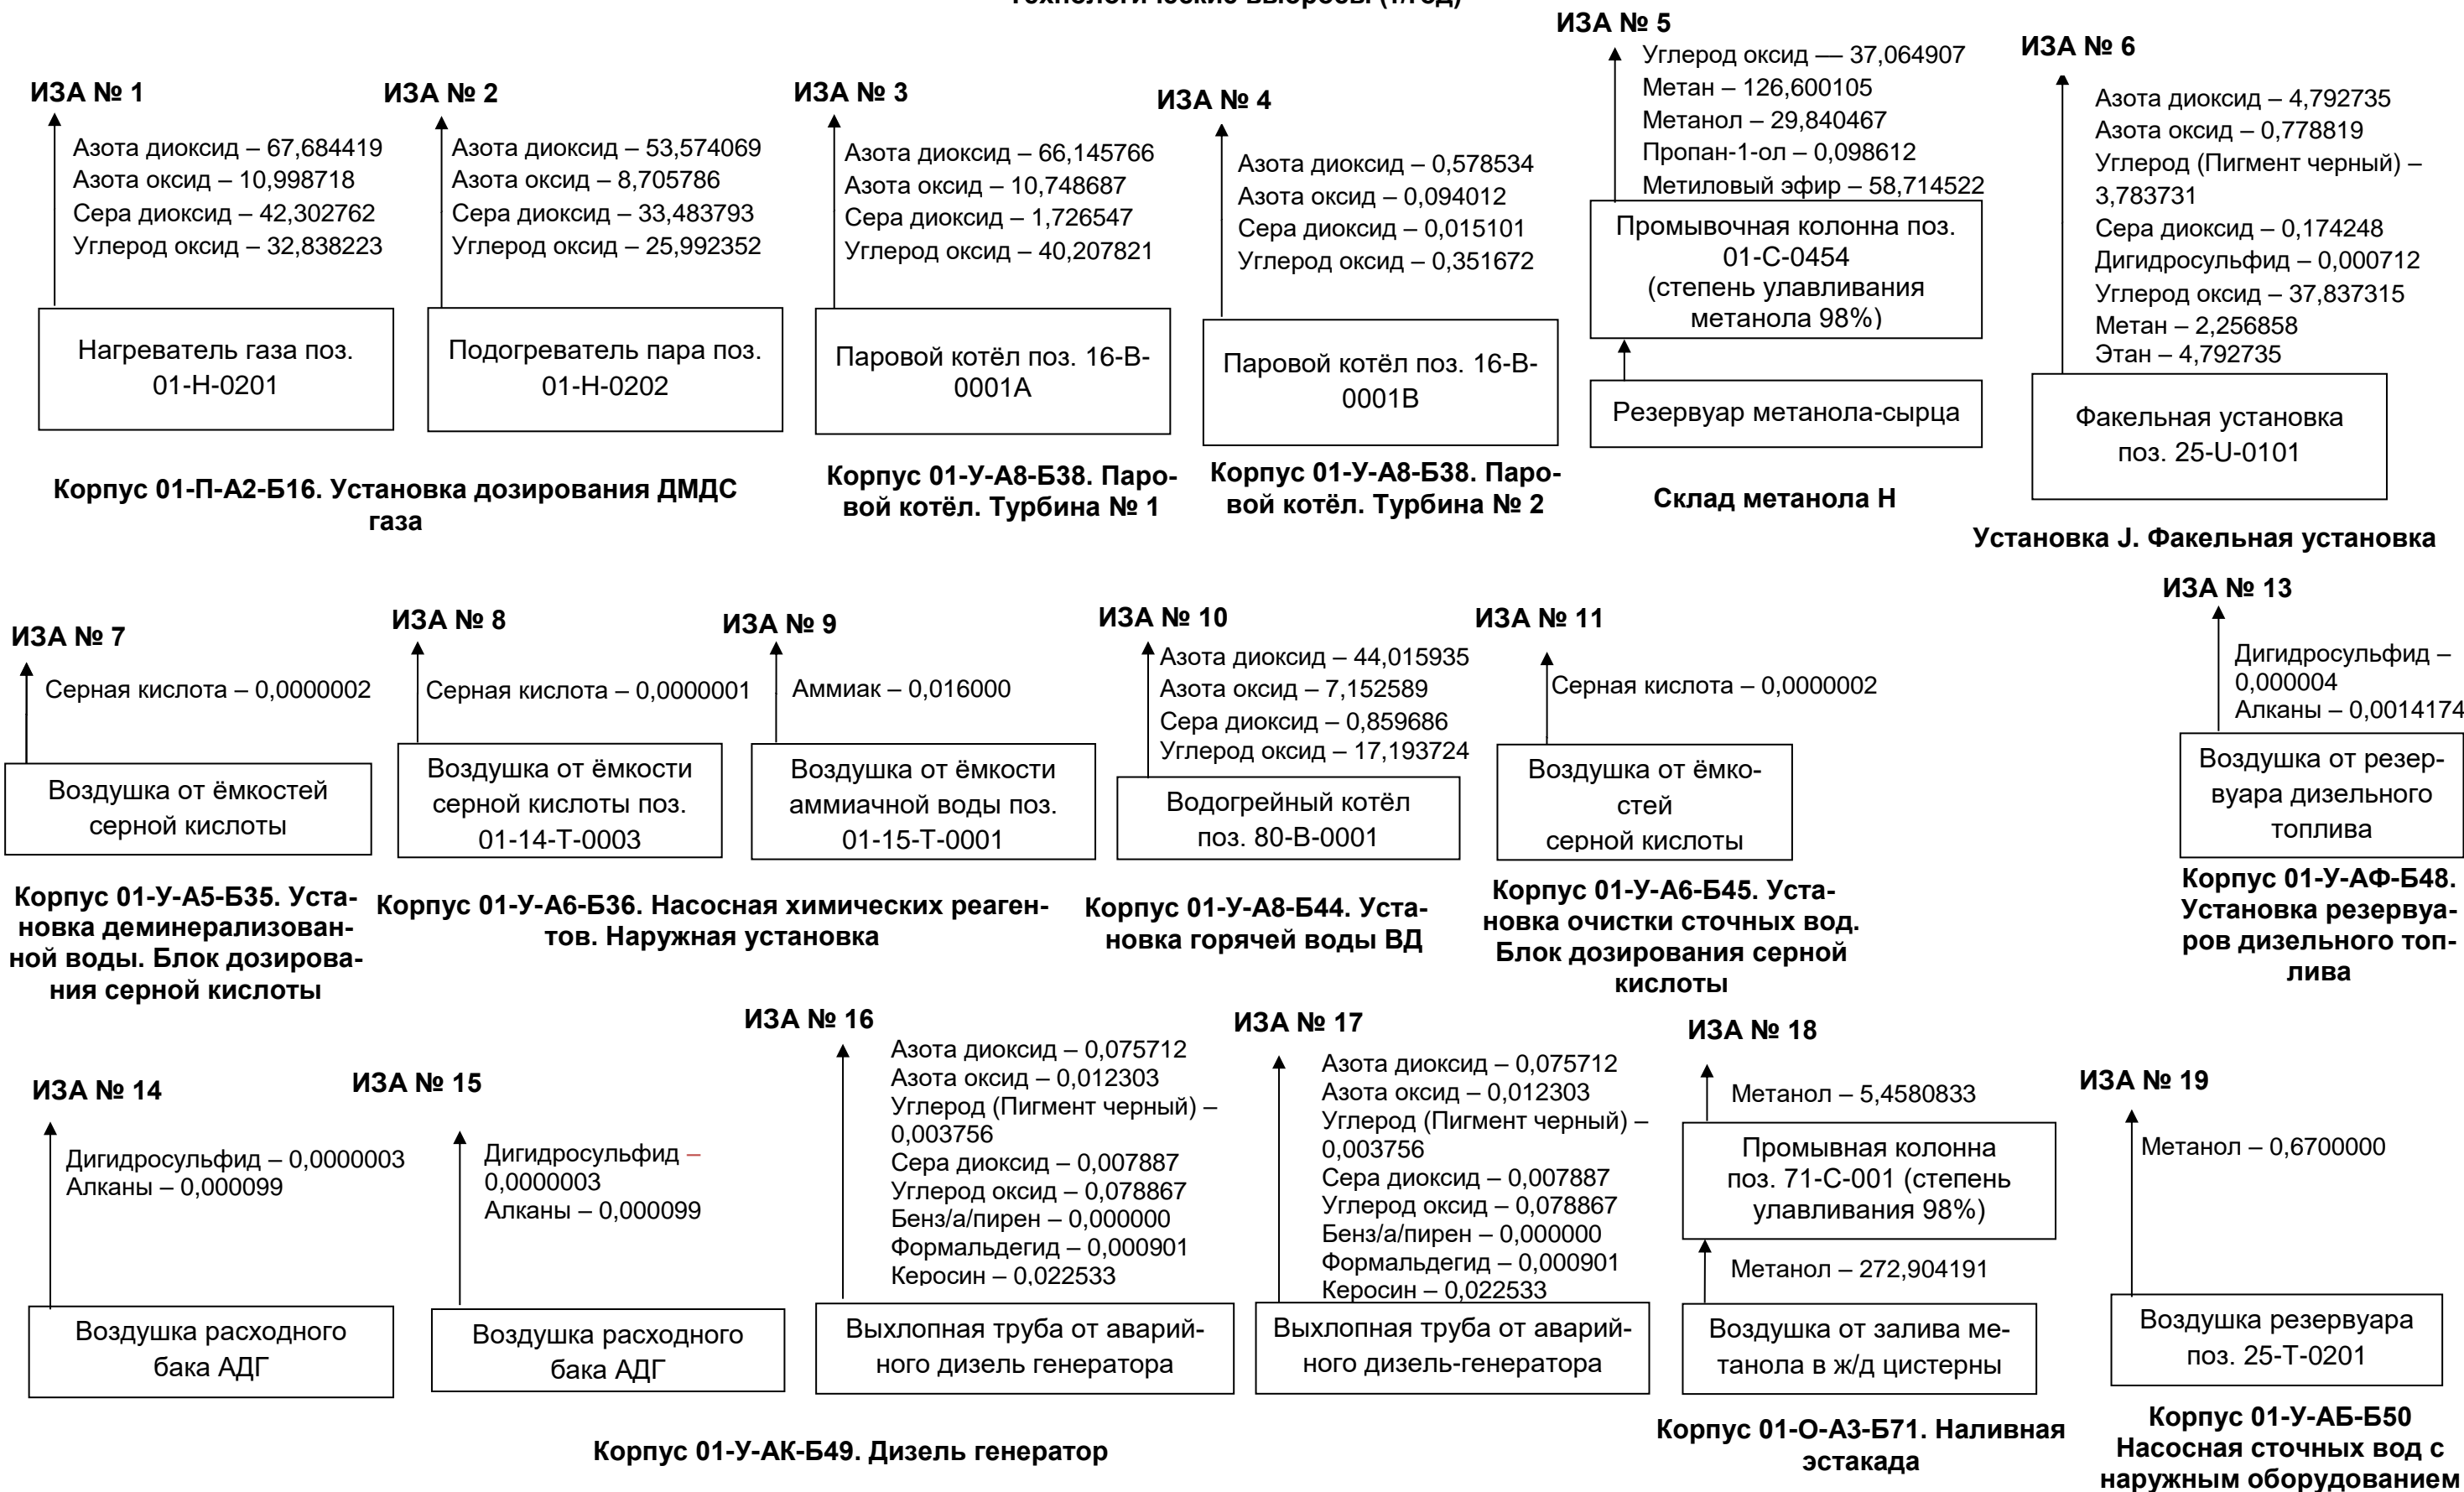 Технологические выбросы (т/год)
ИЗА № 1
Азота диоксид – 67,684419
Азота оксид – 10,998718
Сера диоксид – 42,302762
Углерод оксид – 32,838223
Нагреватель газа поз.
01-Н-0201
ИЗА № 2
Азота диоксид – 53,574069
Азота оксид – 8,705786
Сера диоксид – 33,483793
Углерод оксид – 25,992352
Подогреватель пара поз.
01-Н-0202
Корпус 01-П-А2-Б16. Установка дозирования ДМДС
газа
ИЗА № 3
Азота диоксид – 66,145766
Азота оксид – 10,748687
Сера диоксид – 1,726547
Углерод оксид – 40,207821
Паровой котёл поз. 16-В-
0001А
Корпус 01-У-А8-Б38. Паро-
вой котёл. Турбина № 1
ИЗА № 4
Азота диоксид – 0,578534
Азота оксид – 0,094012
Сера диоксид – 0,015101
Углерод оксид – 0,351672
Паровой котёл поз. 16-В-
0001В
Корпус 01-У-А8-Б38. Паро-
вой котёл. Турбина № 2
ИЗА № 5
Углерод оксид –– 37,064907
Метан – 126,600105
Метанол – 29,840467
Пропан-1-ол – 0,098612
Метиловый эфир – 58,714522
Промывочная колонна поз.
01-С-0454
(степень улавливания
метанола 98%)
Резервуар метанола-сырца
Склад метанола Н
ИЗА № 6
Азота диоксид – 4,792735
Азота оксид – 0,778819
Углерод (Пигмент черный) –
3,783731
Сера диоксид – 0,174248
Дигидросульфид – 0,000712
Углерод оксид – 37,837315
Метан – 2,256858
Этан – 4,792735
Факельная установка
поз. 25-U-0101
Установка J. Факельная установка
ИЗА № 7
Серная кислота – 0,0000002
Воздушка от ёмкостей
серной кислоты
Корпус 01-У-А5-Б35. Уста-
новка деминерализован-
ной воды. Блок дозирова-
ния серной кислоты
ИЗА № 8
Серная кислота – 0,0000001
Воздушка от ёмкости
серной кислоты поз.
01-14-Т-0003
ИЗА № 9
Аммиак – 0,016000
Воздушка от ёмкости
аммиачной воды поз.
01-15-Т-0001
Корпус 01-У-А6-Б36. Насосная химических реаген-
тов. Наружная установка
ИЗА № 10
Азота диоксид – 44,015935
Азота оксид – 7,152589
Сера диоксид – 0,859686
Углерод оксид – 17,193724
Водогрейный котёл
поз. 80-В-0001
Корпус 01-У-А8-Б44. Уста-
новка горячей воды ВД
ИЗА № 11
Серная кислота – 0,0000002
Воздушка от ёмко-
стей
серной кислоты
Корпус 01-У-А6-Б45. Уста-
новка очистки сточных вод.
Блок дозирования серной
кислоты
ИЗА № 13
Дигидросульфид –
0,000004
Алканы – 0,0014174
Воздушка от резер-
вуара дизельного
топлива
Корпус 01-У-АФ-Б48.
Установка резервуа-
ров дизельного топ-
лива
ИЗА № 14
Дигидросульфид – 0,0000003
Алканы – 0,000099
Воздушка расходного
бака АДГ
ИЗА № 15
Дигидросульфид –
0,0000003
Алканы – 0,000099
Воздушка расходного
бака АДГ
ИЗА № 16
Азота диоксид – 0,075712
Азота оксид – 0,012303
Углерод (Пигмент черный) –
0,003756
Сера диоксид – 0,007887
Углерод оксид – 0,078867
Бенз/а/пирен – 0,000000
Формальдегид – 0,000901
Керосин – 0,022533
Выхлопная труба от аварий-
ного дизель генератора
ИЗА № 17
Азота диоксид – 0,075712
Азота оксид – 0,012303
Углерод (Пигмент черный) –
0,003756
Сера диоксид – 0,007887
Углерод оксид – 0,078867
Бенз/а/пирен – 0,000000
Формальдегид – 0,000901
Керосин – 0,022533
Выхлопная труба от аварий-
ного дизель-генератора
Корпус 01-У-АК-Б49. Дизель генератор
ИЗА № 18
Метанол – 5,4580833
Промывная колонна
поз. 71-С-001 (степень
улавливания 98%)
Метанол – 272,904191
Воздушка от залива ме-
танола в ж/д цистерны
Корпус 01-О-А3-Б71. Наливная
эстакада
ИЗА № 19
Метанол – 0,6700000
Воздушка резервуара
поз. 25-Т-0201
Корпус 01-У-АБ-Б50
Насосная сточных вод с
наружным оборудованием